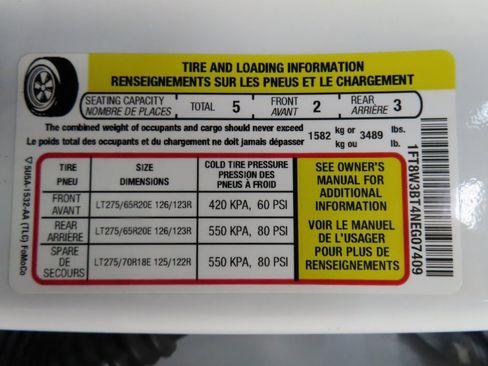 TIRE AND LOADING INFORMATION
RENSEIGNEMENTS SUR LES PNEUS ET LE CHARGEMENT
SEATING CAPACITY TOTAL 5 FRONT 2 REAR 3
NOMBRE DE PLACES AVANT ARRIÈRE
The combined weight of occupants and cargo should never exceed 1582 kg or 3489 lbs.
Le poids total des occupants et du chargement ne doit jamais dépasser kg ou lb.
TIRE SIZE COLD TIRE PRESSURE
PNEU DIMENSIONS PRESSION DES
PNEUS À FROID
FRONT LT275/65R20E 126/123R 420 KPA, 60 PSI
AVANT
REAR LT275/65R20E 126/123R 550 KPA, 80 PSI
ARRIÈRE
SPARE LT275/70R18E 125/122R 550 KPA, 80 PSI
DE
SECOURS
SEE OWNER'S
MANUAL FOR
ADDITIONAL
INFORMATION
VOIR LE MANUEL
DE L'USAGER
POUR PLUS DE
RENSEIGNEMENTS
1FT8W3BT4NEG07409
5U5A-1532-AA (TLC) FoMoCo